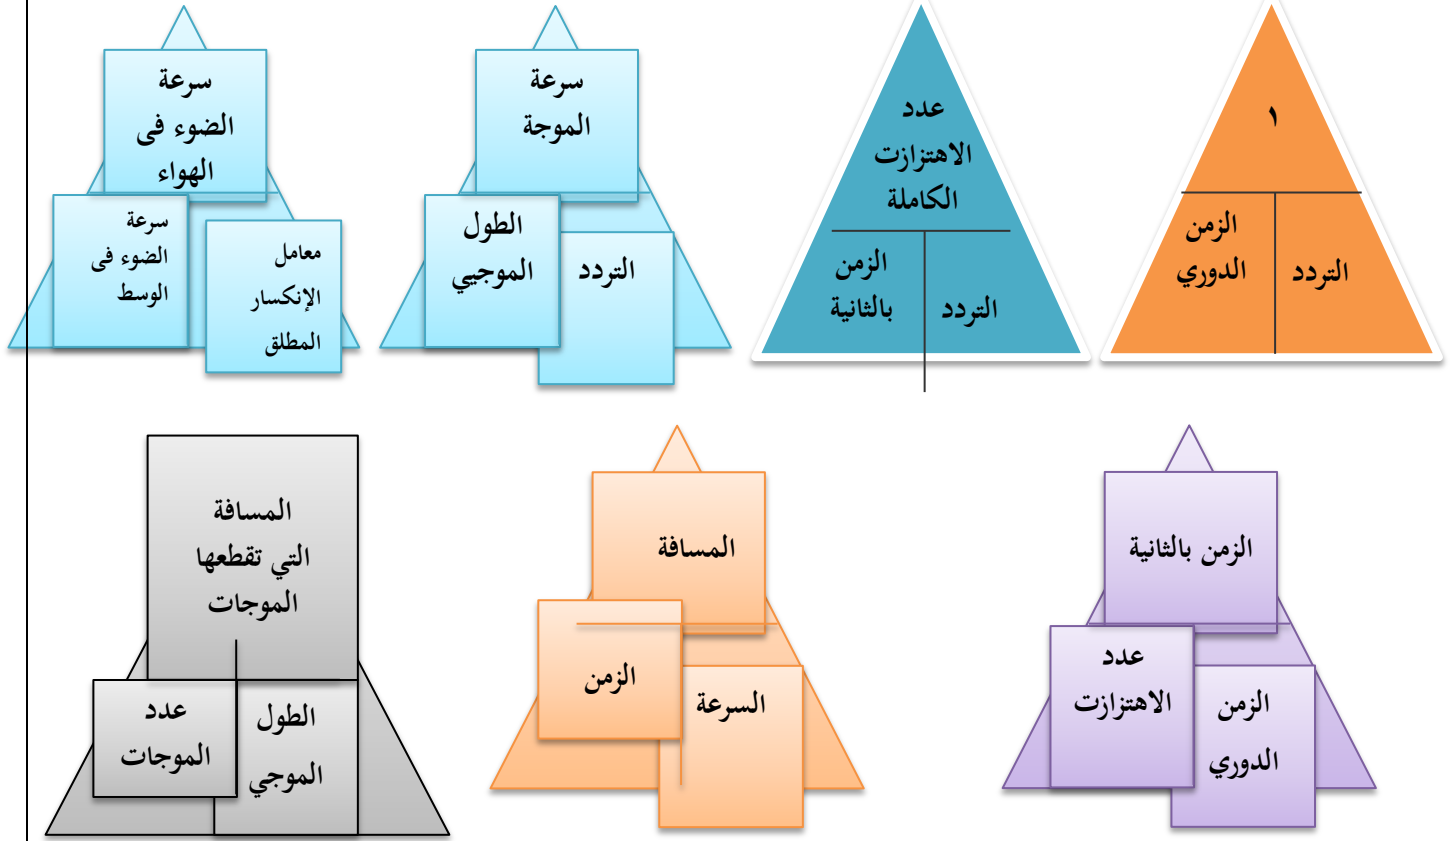 ١
الزمن
الدوري
التردد
عدد
الاهتزازت
الكاملة
الزمن
بالثانية
التردد
سرعة
الموجة
الطول
الموجيي
التردد
سرعة
الضوء فى
الهواء
سرعة
الضوء فى
الوسط
معامل
الإنكسار
المطلق
الزمن بالثانية
عدد
الاهتزازت
الزمن
الدوري
المسافة
الزمن
السرعة
المسافة
التي تقطعها
الموجات
عدد
الموجات
الطول
الموجي